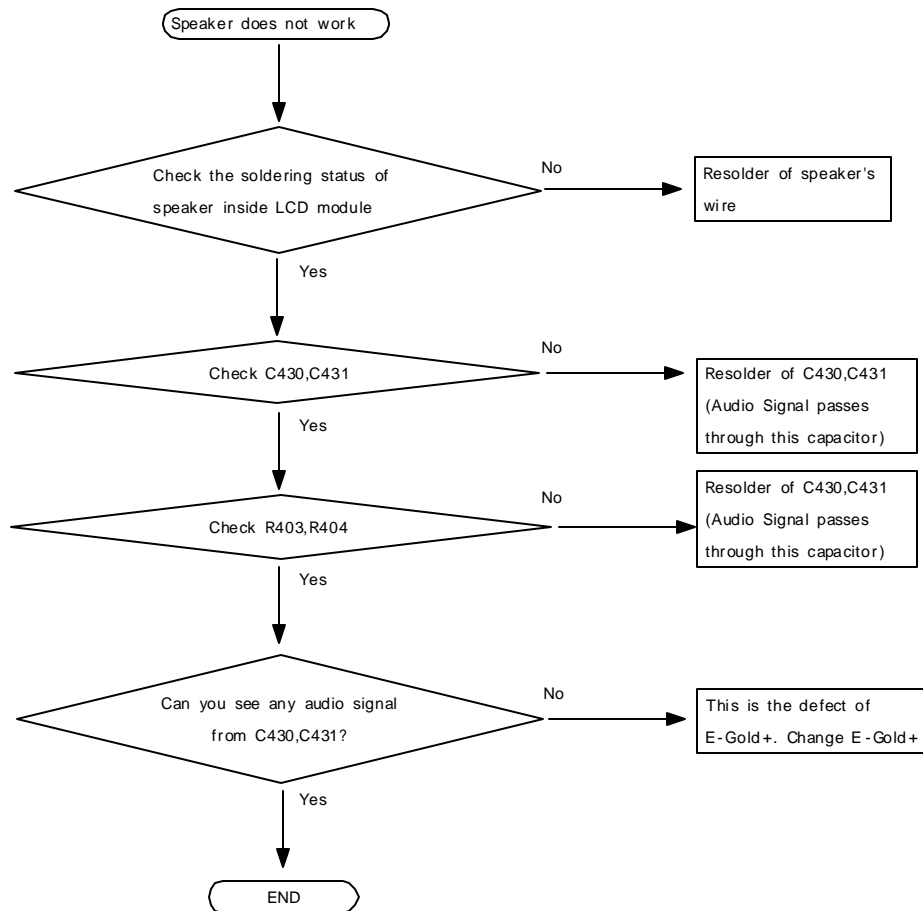 Speaker does not work
Check the soldering status of
speaker inside LCD module
No
Resolder of speaker's
wire
Yes
Check C430,C431
No
Resolder of C430,C431
(Audio Signal passes
through this capacitor)
Yes
Check R403,R404
No
Resolder of C430,C431
(Audio Signal passes
through this capacitor)
Yes
Can you see any audio signal
from C430,C431?
No
This is the defect of
E-Gold+. Change E-Gold+
Yes
END